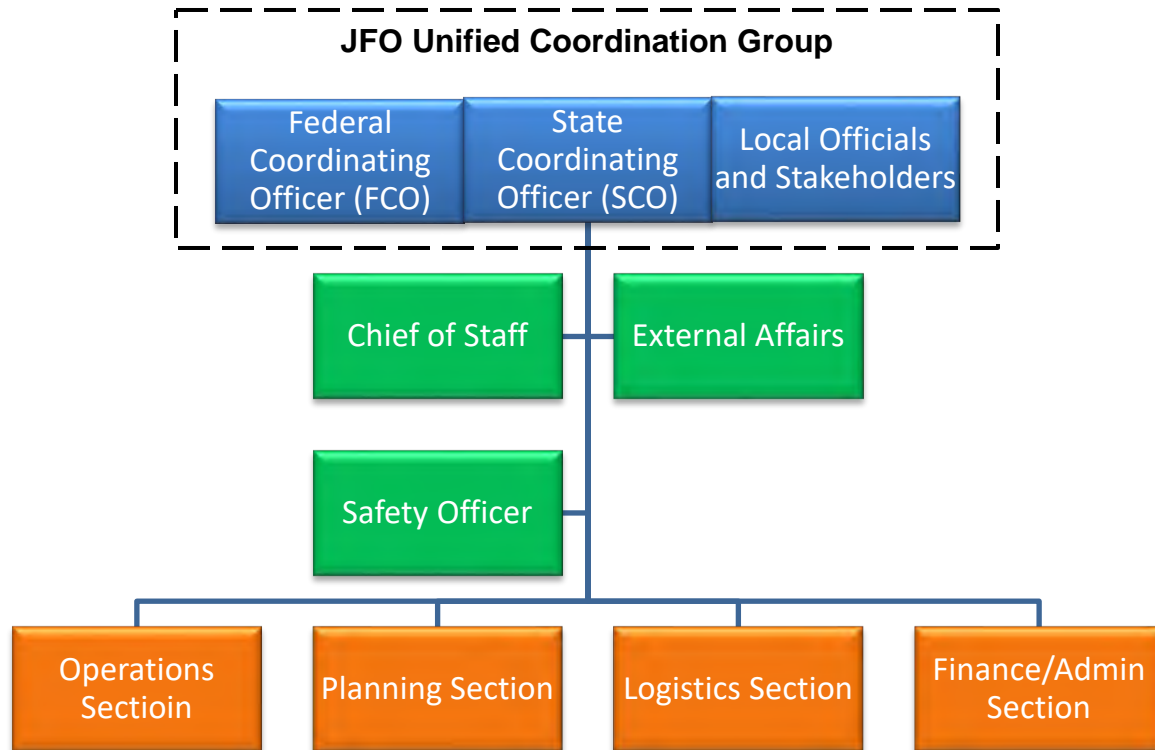 JFO Unified Coordination Group
Federal
Coordinating
Officer (FCO)
State
Coordinating
Officer (SCO)
Local Officials
and Stakeholders
Chief of Staff
External Affairs
Safety Officer
Operations
Sectioin
Planning Section
Logistics Section
Finance/Admin
Section